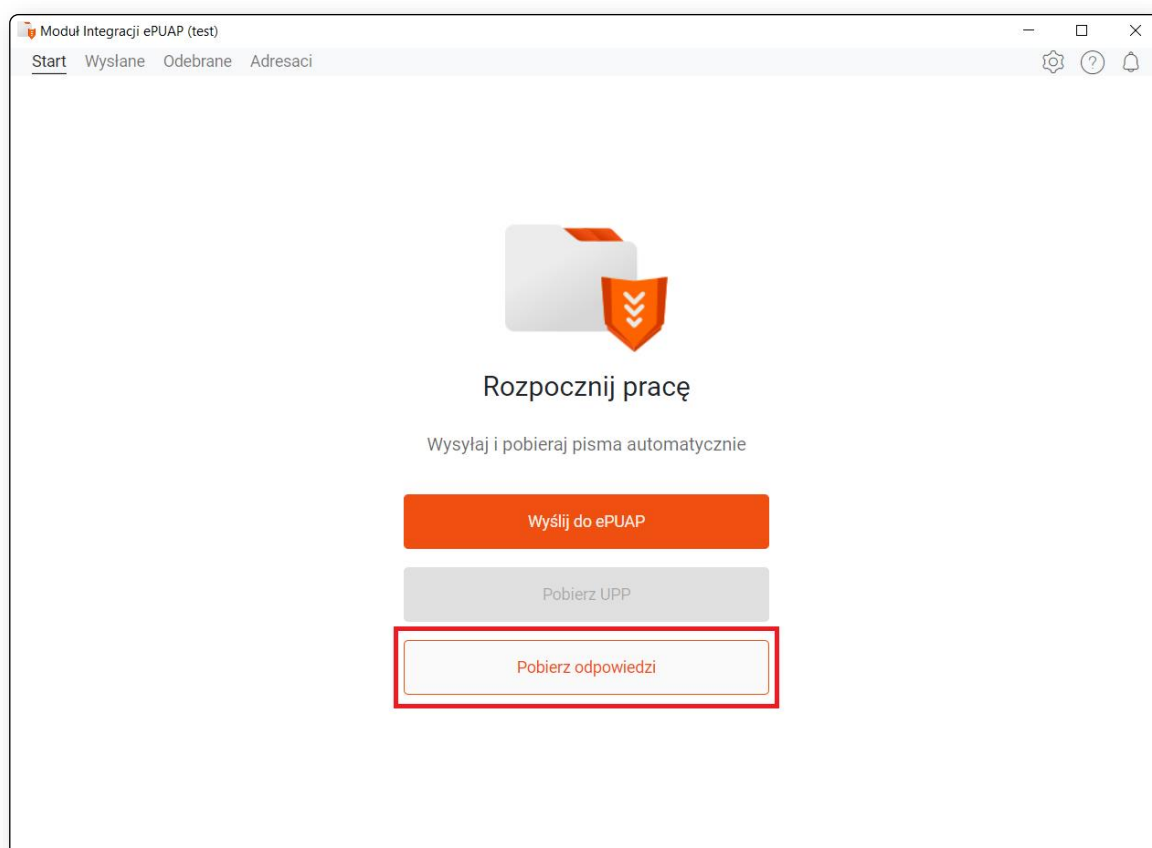 Moduł Integracji ePUAP (test)
Start Wysłane Odebrane Adresaci
Rozpocznij pracę
Wysyłaj i pobieraj pisma automatycznie
Wyślij do ePUAP
Pobierz UPP
Pobierz odpowiedzi